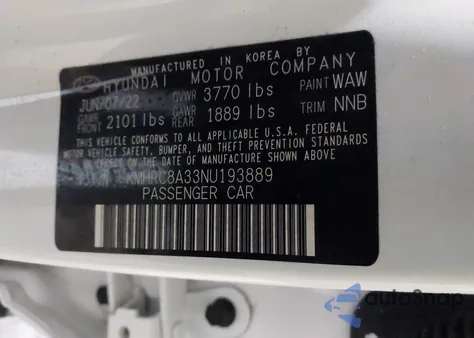 MANUFACTURED IN KOREA BY
HYUNDAI MOTOR COMPANY
JUN/07/22 GVWR 3770 lbs PAINT WAW
GAWR FRONT 2101 lbs GAWR REAR 1889 lbs TRIM NNB
THIS VEHICLE CONFORMS TO ALL APPLICABLE U.S.A. FEDERAL
MOTOR VEHICLE SAFETY, BUMPER, AND THEFT PREVENTION STANDARDS
IN EFFECT ON THE DATE OF MANUFACTURE SHOWN ABOVE.
KMHRC8A33NU193889
PASSENGER CAR
autoSnap